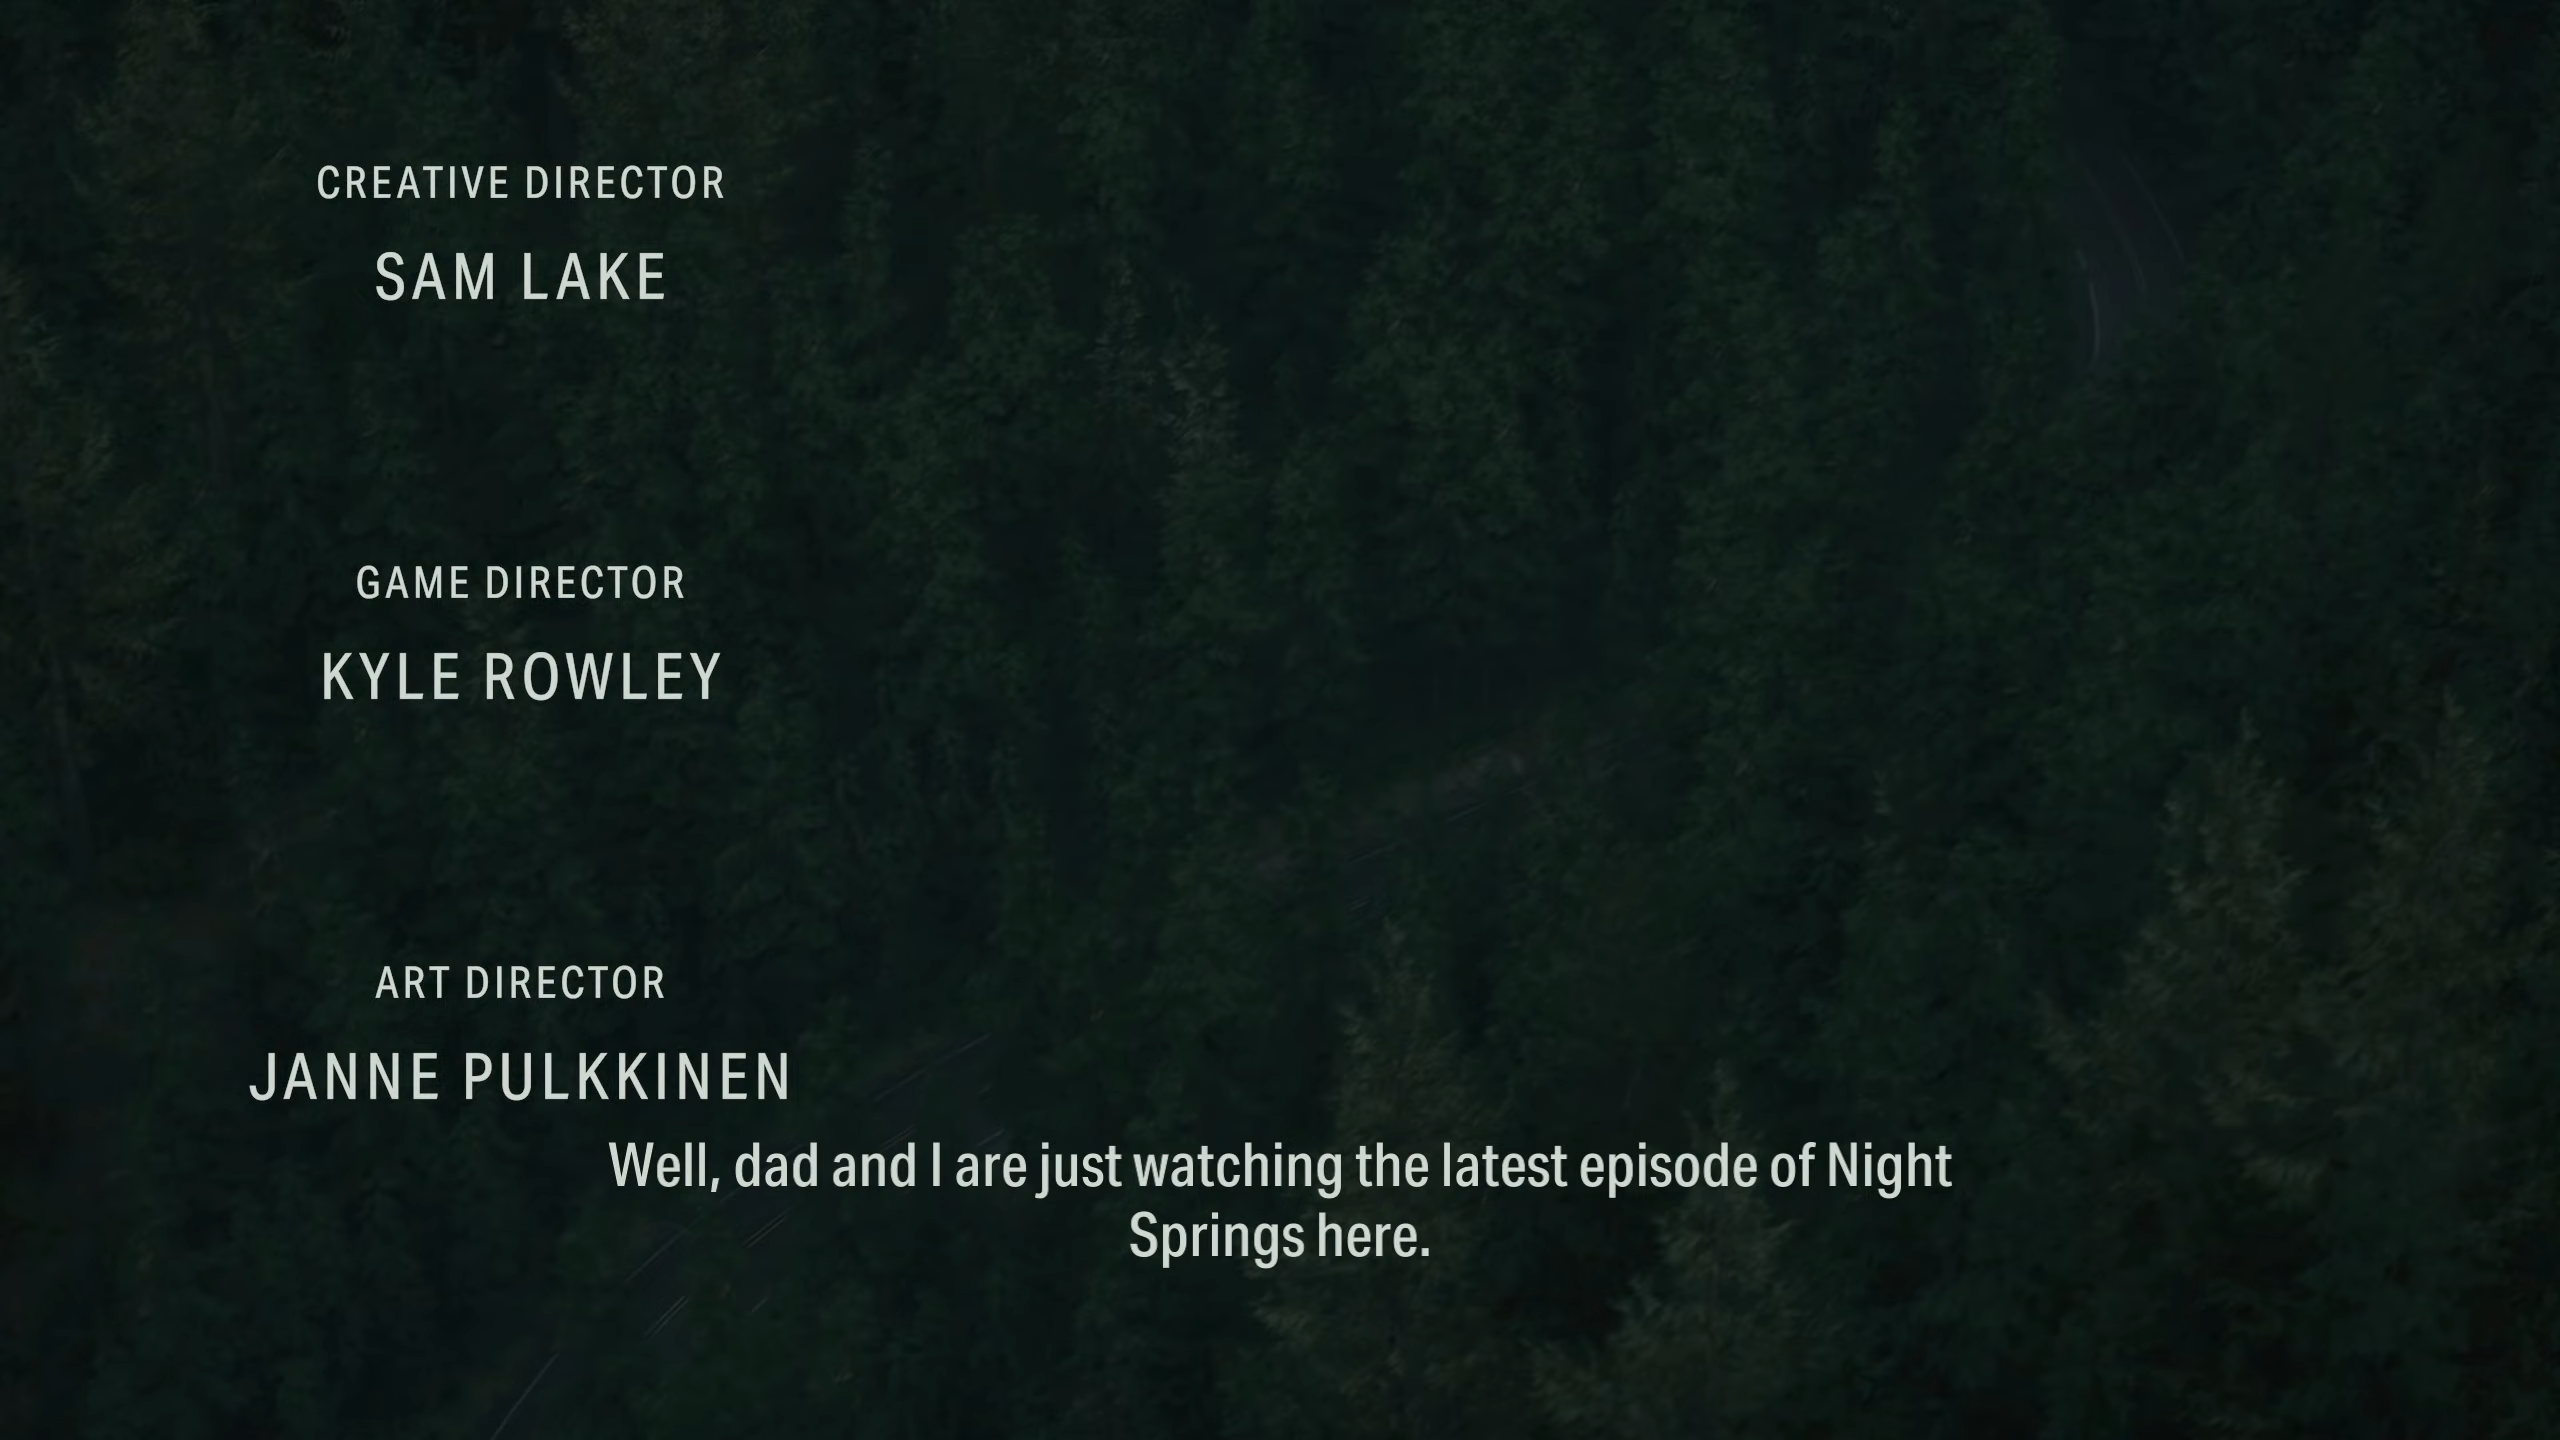 CREATIVE DIRECTOR
SAM LAKE
GAME DIRECTOR
KYLE ROWLEY
ART DIRECTOR
JANNE PULKKINEN
Well, dad and I are just watching the latest episode of Night
Springs here.